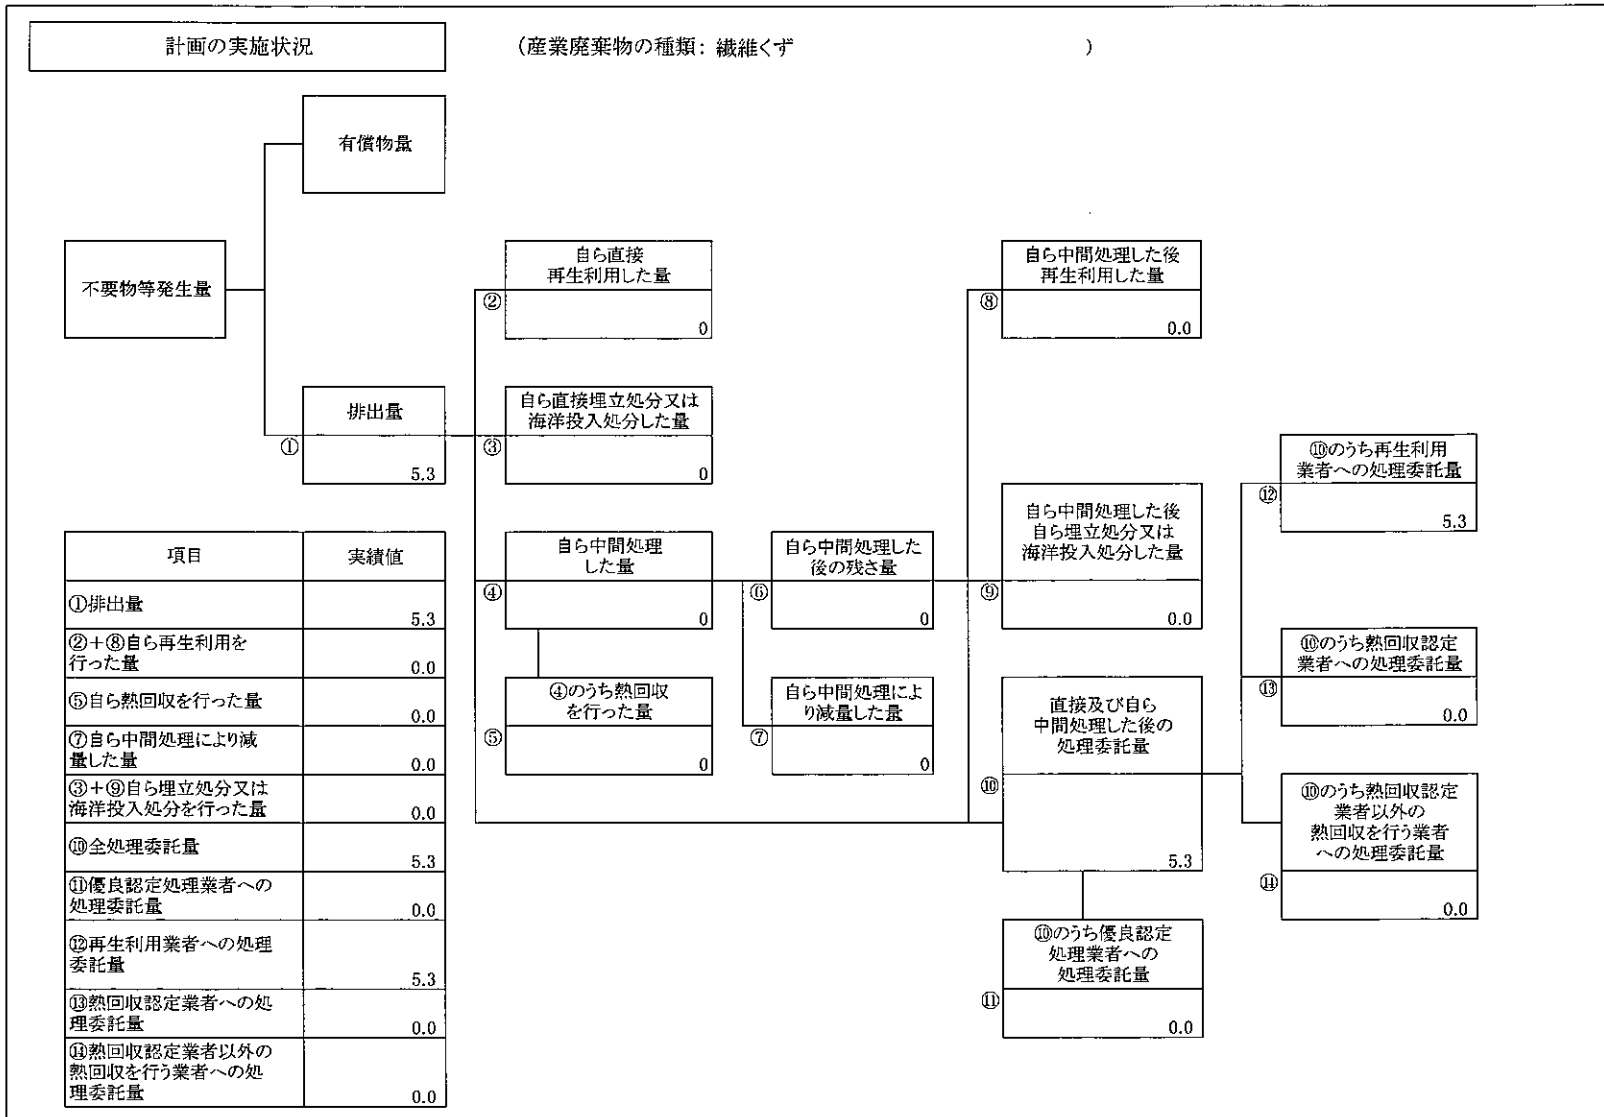 計画の実施状況
(産業廃棄物の種類: 繊維くず )
有償物量
不要物等発生量
排出量
①
5.3
自ら直接
再生利用した量
②
0
自ら直接埋立処分又は
海洋投入処分した量
③
0
自ら中間処理
した量
④
0
④のうち熱回収
を行った量
⑤
0
自ら中間処理した
後の残さ量
⑥
0
自ら中間処理によ
り減量した量
⑦
0
自ら中間処理した後
再生利用した量
⑧
0.0
自ら中間処理した後
自ら埋立処分又は
海洋投入処分した量
⑨
0.0
直接及び自ら
中間処理した後の
処理委託量
⑩
5.3
⑩のうち優良認定
処理業者への
処理委託量
⑪
0.0
⑩のうち再生利用
業者への処理委託量
⑫
5.3
⑩のうち熱回収認定
業者への処理委託量
⑬
0.0
⑩のうち熱回収認定
業者以外の
熱回収を行う業者
への処理委託量
⑭
0.0
項目 実績値
①排出量
5.3
②+⑧自ら再生利用を
行った量 0.0
⑤自ら熱回収を行った量
0.0
⑦自ら中間処理により減
量した量 0.0
③+⑨自ら埋立処分又は
海洋投入処分を行った量 0.0
⑩全処理委託量
5.3
⑪優良認定処理業者への
処理委託量 0.0
⑫再生利用業者への処理
委託量
5.3
⑬熱回収認定業者への処
理委託量 0.0
⑭熱回収認定業者以外の
熱回収を行う業者への処
理委託量 0.0